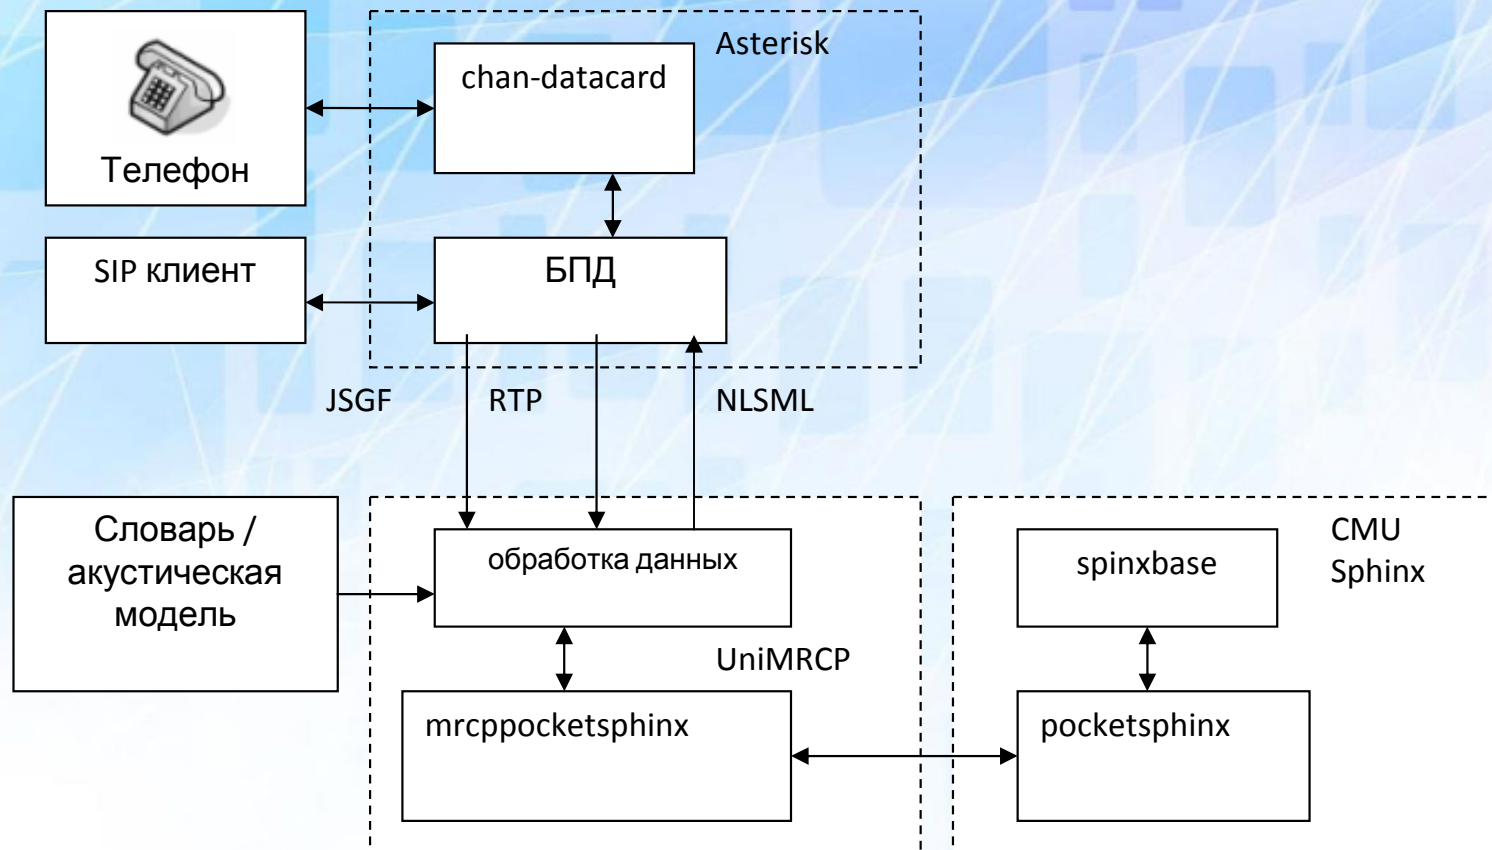 Asterisk
chan-datacard
Телефон
SIP клиент
БПД
JSGF
RTP
NLSML
Словарь /
акустическая
модель
обработка данных
UniMRCP
mrcppocketsphinx
CMU
Sphinx
spinxbase
pocketsphinx